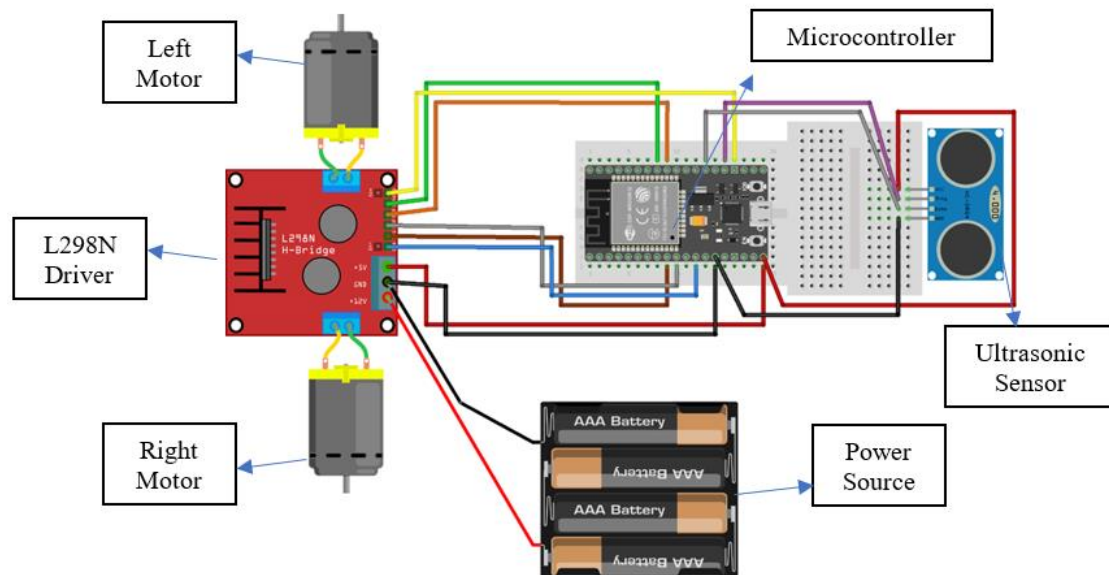 Left
Motor
Microcontroller
L298N
H-Bridge
+5V
GND
+12V
L298N
Driver
Ultrasonic
Sensor
Right
Motor
AAA Battery
AAA Battery
AAA Battery
AAA Battery
Power
Source